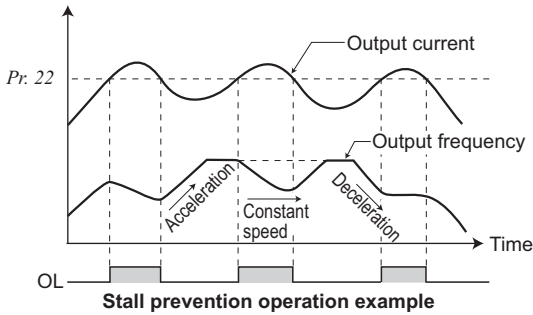 Output current
Pr. 22
Output frequency
Acceleration
Constant
speed
Deceleration
Time
OL
Stall prevention operation example